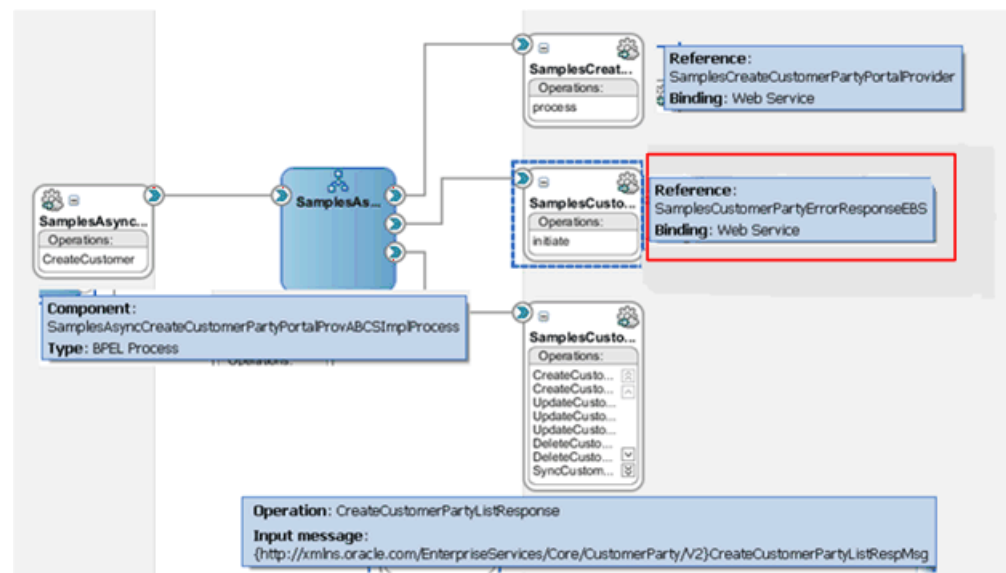 SamplesCreat...
Operations:
process
Reference:
SamplesCreateCustomerPartyPortalProvider
Binding: Web Service
SamplesAsync...
Operations:
CreateCustomer
SamplesAs...
SamplesCusto...
Operations:
initiate
Reference:
SamplesCustomerPartyErrorResponseEBS
Binding: Web Service
Component:
SamplesAsyncCreateCustomerPartyPortalProvABCSImplProcess
Type: BPEL Process
Operations:
SamplesCusto...
Operations:
CreateCusto...
CreateCusto...
UpdateCusto...
UpdateCusto...
UpdateCusto...
DeleteCusto...
DeleteCusto...
SyncCustom...
Operation: CreateCustomerPartyListResponse
Input message:
{http://xmlns.oracle.com/EnterpriseServices/Core/CustomerParty/V2}CreateCustomerPartyListRespMsg